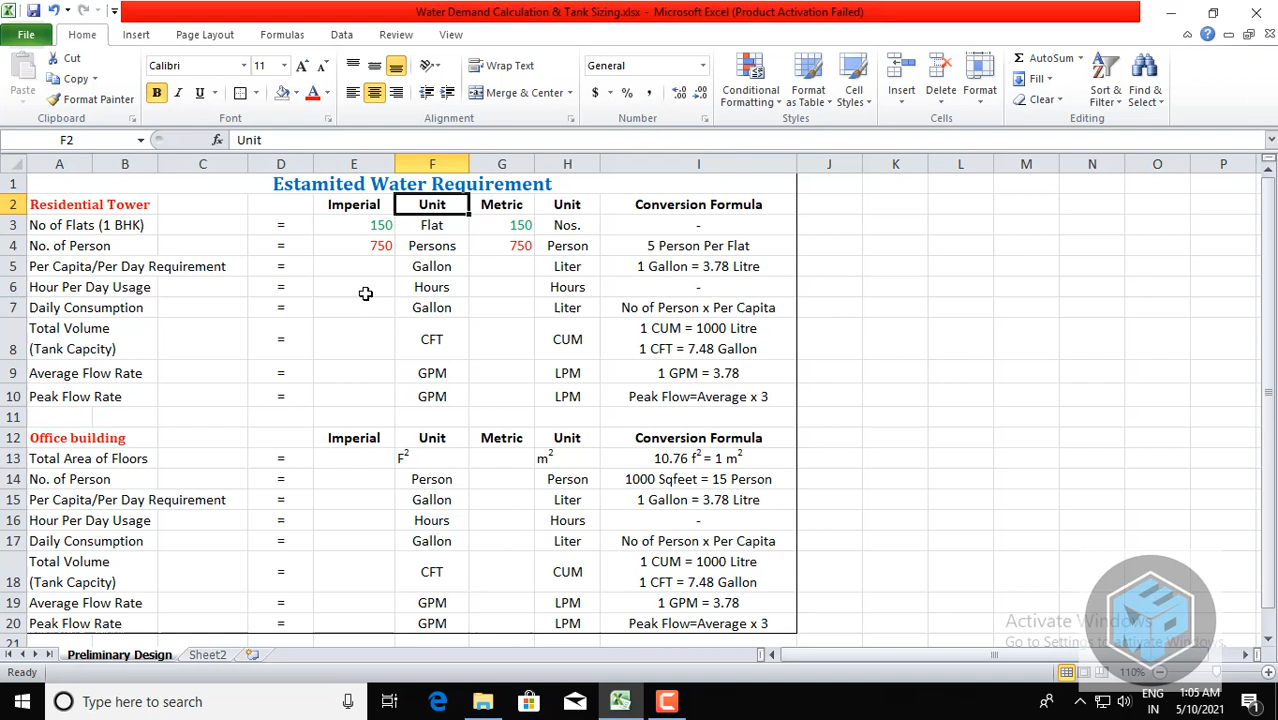 Water Demand Calculation & Tank Sizing.xlsx - Microsoft Excel (Product Activation Failed)
File Home Insert Page Layout Formulas Data Review View
Paste Cut Copy Format Painter Clipboard
Calibri 11 B I U A Font
Wrap Text Merge & Center Alignment
General $ % , Number
Conditional Formatting Format as Table Cell Styles Styles
Insert Delete Format Cells
Σ AutoSum Fill Clear Sort & Filter Find & Select Editing
F2 fx Unit
A B C D E F G H I J K L M N O P
1 Estamited Water Requirement
2 Residential Tower Imperial Unit Metric Unit Conversion Formula
3 No of Flats (1 BHK) = 150 Flat 150 Nos. -
4 No. of Person = 750 Persons 750 Person 5 Person Per Flat
5 Per Capita/Per Day Requirement = Gallon Liter 1 Gallon = 3.78 Litre
6 Hour Per Day Usage = Hours Hours -
7 Daily Consumption = Gallon Liter No of Person x Per Capita
8 Total Volume (Tank Capcity) = CFT CUM 1 CUM = 1000 Litre 1 CFT = 7.48 Gallon
9 Average Flow Rate = GPM LPM 1 GPM = 3.78
10 Peak Flow Rate = GPM LPM Peak Flow=Average x 3
11
12 Office building Imperial Unit Metric Unit Conversion Formula
13 Total Area of Floors = F² m² 10.76 f² = 1 m²
14 No. of Person = Person Person 1000 Sqfeet = 15 Person
15 Per Capita/Per Day Requirement = Gallon Liter 1 Gallon = 3.78 Litre
16 Hour Per Day Usage = Hours Hours -
17 Daily Consumption = Gallon Liter No of Person x Per Capita
18 Total Volume (Tank Capcity) = CFT CUM 1 CUM = 1000 Litre 1 CFT = 7.48 Gallon
19 Average Flow Rate = GPM LPM 1 GPM = 3.78
20 Peak Flow Rate = GPM LPM Peak Flow=Average x 3
21
Activate Windows
Go to Settings to activate Windows.
Preliminary Design Sheet2
Ready 110%
Type here to search
ENG IN
1:05 AM 5/10/2021
1